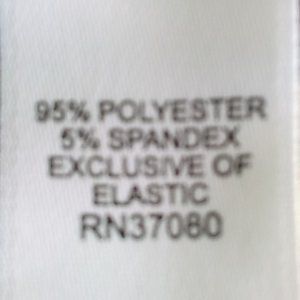 95% POLYESTER
5% SPANDEX
EXCLUSIVE OF
ELASTIC
RN37080